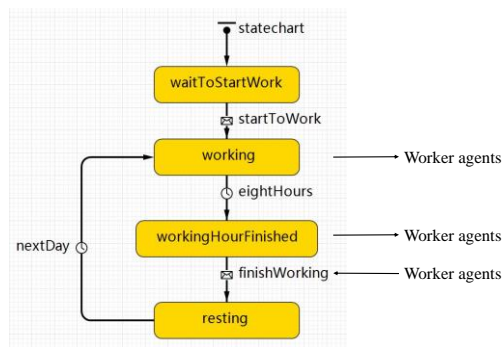 statechart
waitToStartWork
startToWork
working Worker agents
eightHours
workingHourFinished Worker agents
nextDay
finishWorking Worker agents
resting